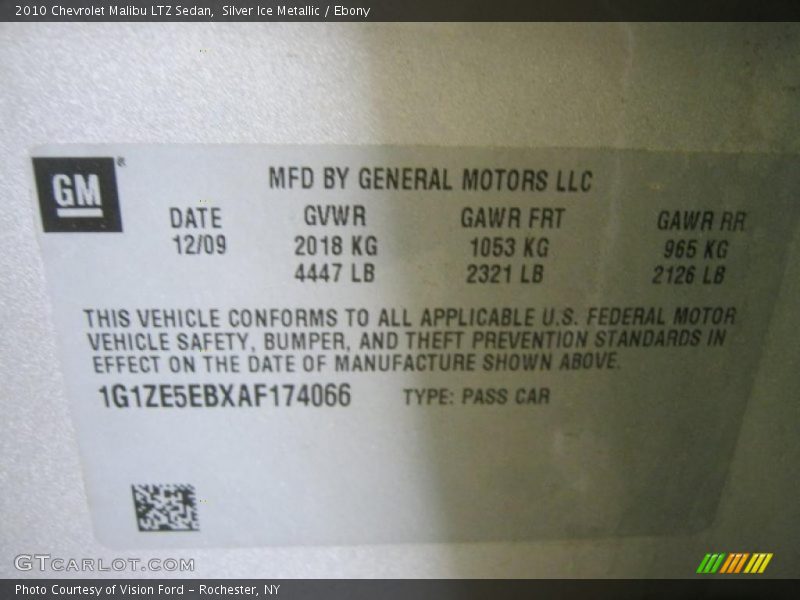 2010 Chevrolet Malibu LTZ Sedan, Silver Ice Metallic / Ebony
GM®
MFD BY GENERAL MOTORS LLC
DATE GVWR GAWR FRT GAWR RR
12/09 2018 KG 1053 KG 965 KG
4447 LB 2321 LB 2126 LB
THIS VEHICLE CONFORMS TO ALL APPLICABLE U.S. FEDERAL MOTOR
VEHICLE SAFETY, BUMPER, AND THEFT PREVENTION STANDARDS IN
EFFECT ON THE DATE OF MANUFACTURE SHOWN ABOVE.
1G1ZE5EBXAF174066 TYPE: PASS CAR
GTCARLOT.COM
Photo Courtesy of Vision Ford - Rochester, NY